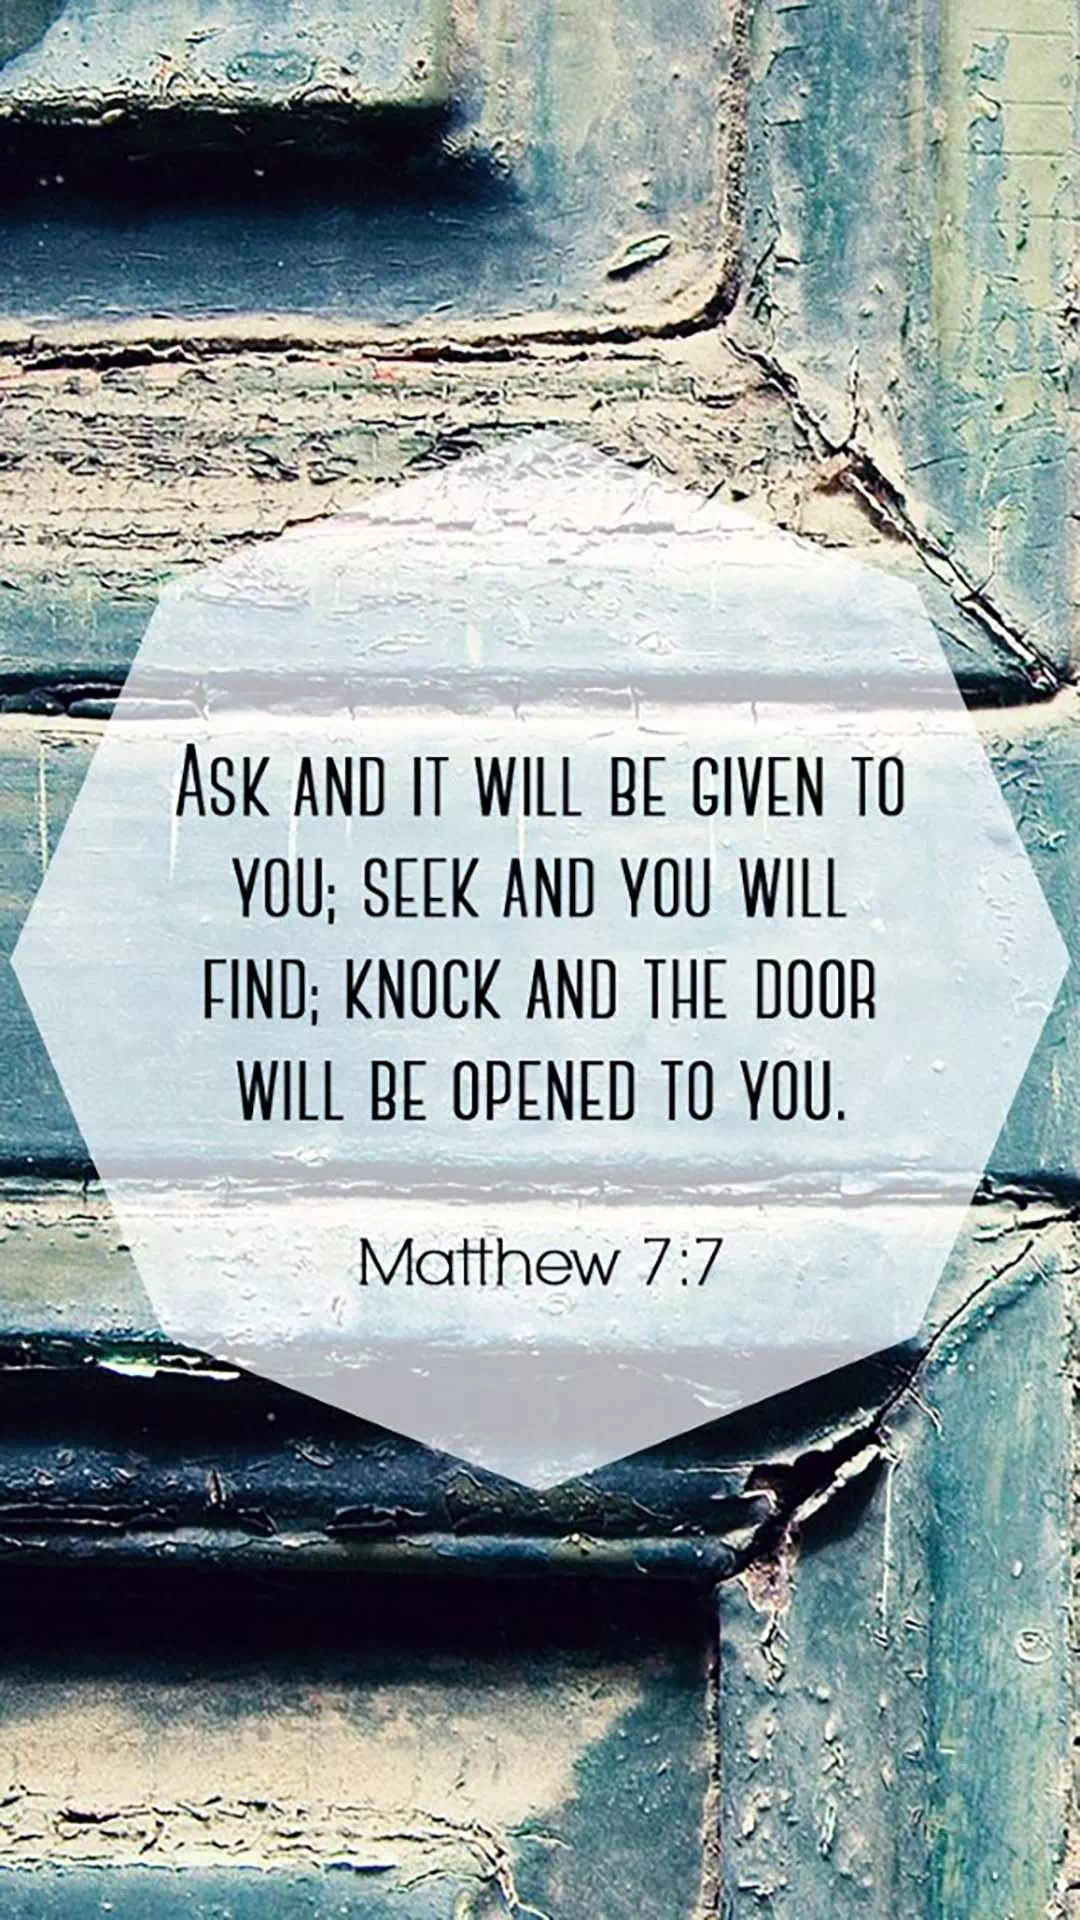 Ask and it will be given to
you; seek and you will
find; knock and the door
will be opened to you.
Matthew 7:7